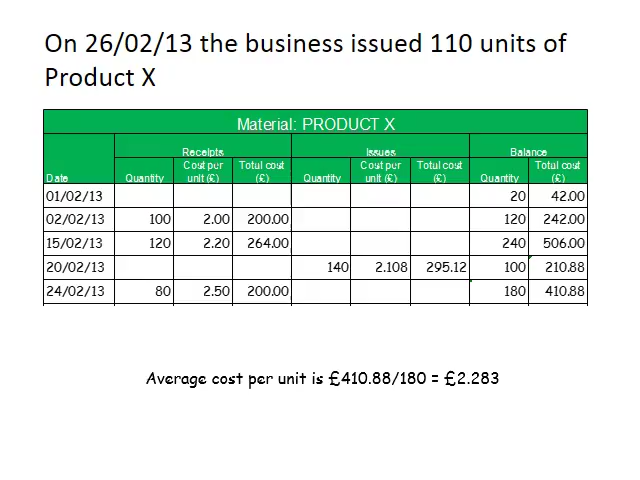 On 26/02/13 the business issued 110 units of
Product X
Material: PRODUCT X
Receipts Issues Balance
Date Quantity Cost per unit (£) Total cost (£) Quantity Cost per unit (£) Total cost (£) Quantity Total cost (£)
01/02/13 20 42.00
02/02/13 100 2.00 200.00 120 242.00
15/02/13 120 2.20 264.00 240 506.00
20/02/13 140 2.108 295.12 100 210.88
24/02/13 80 2.50 200.00 180 410.88
Average cost per unit is £410.88/180 = £2.283